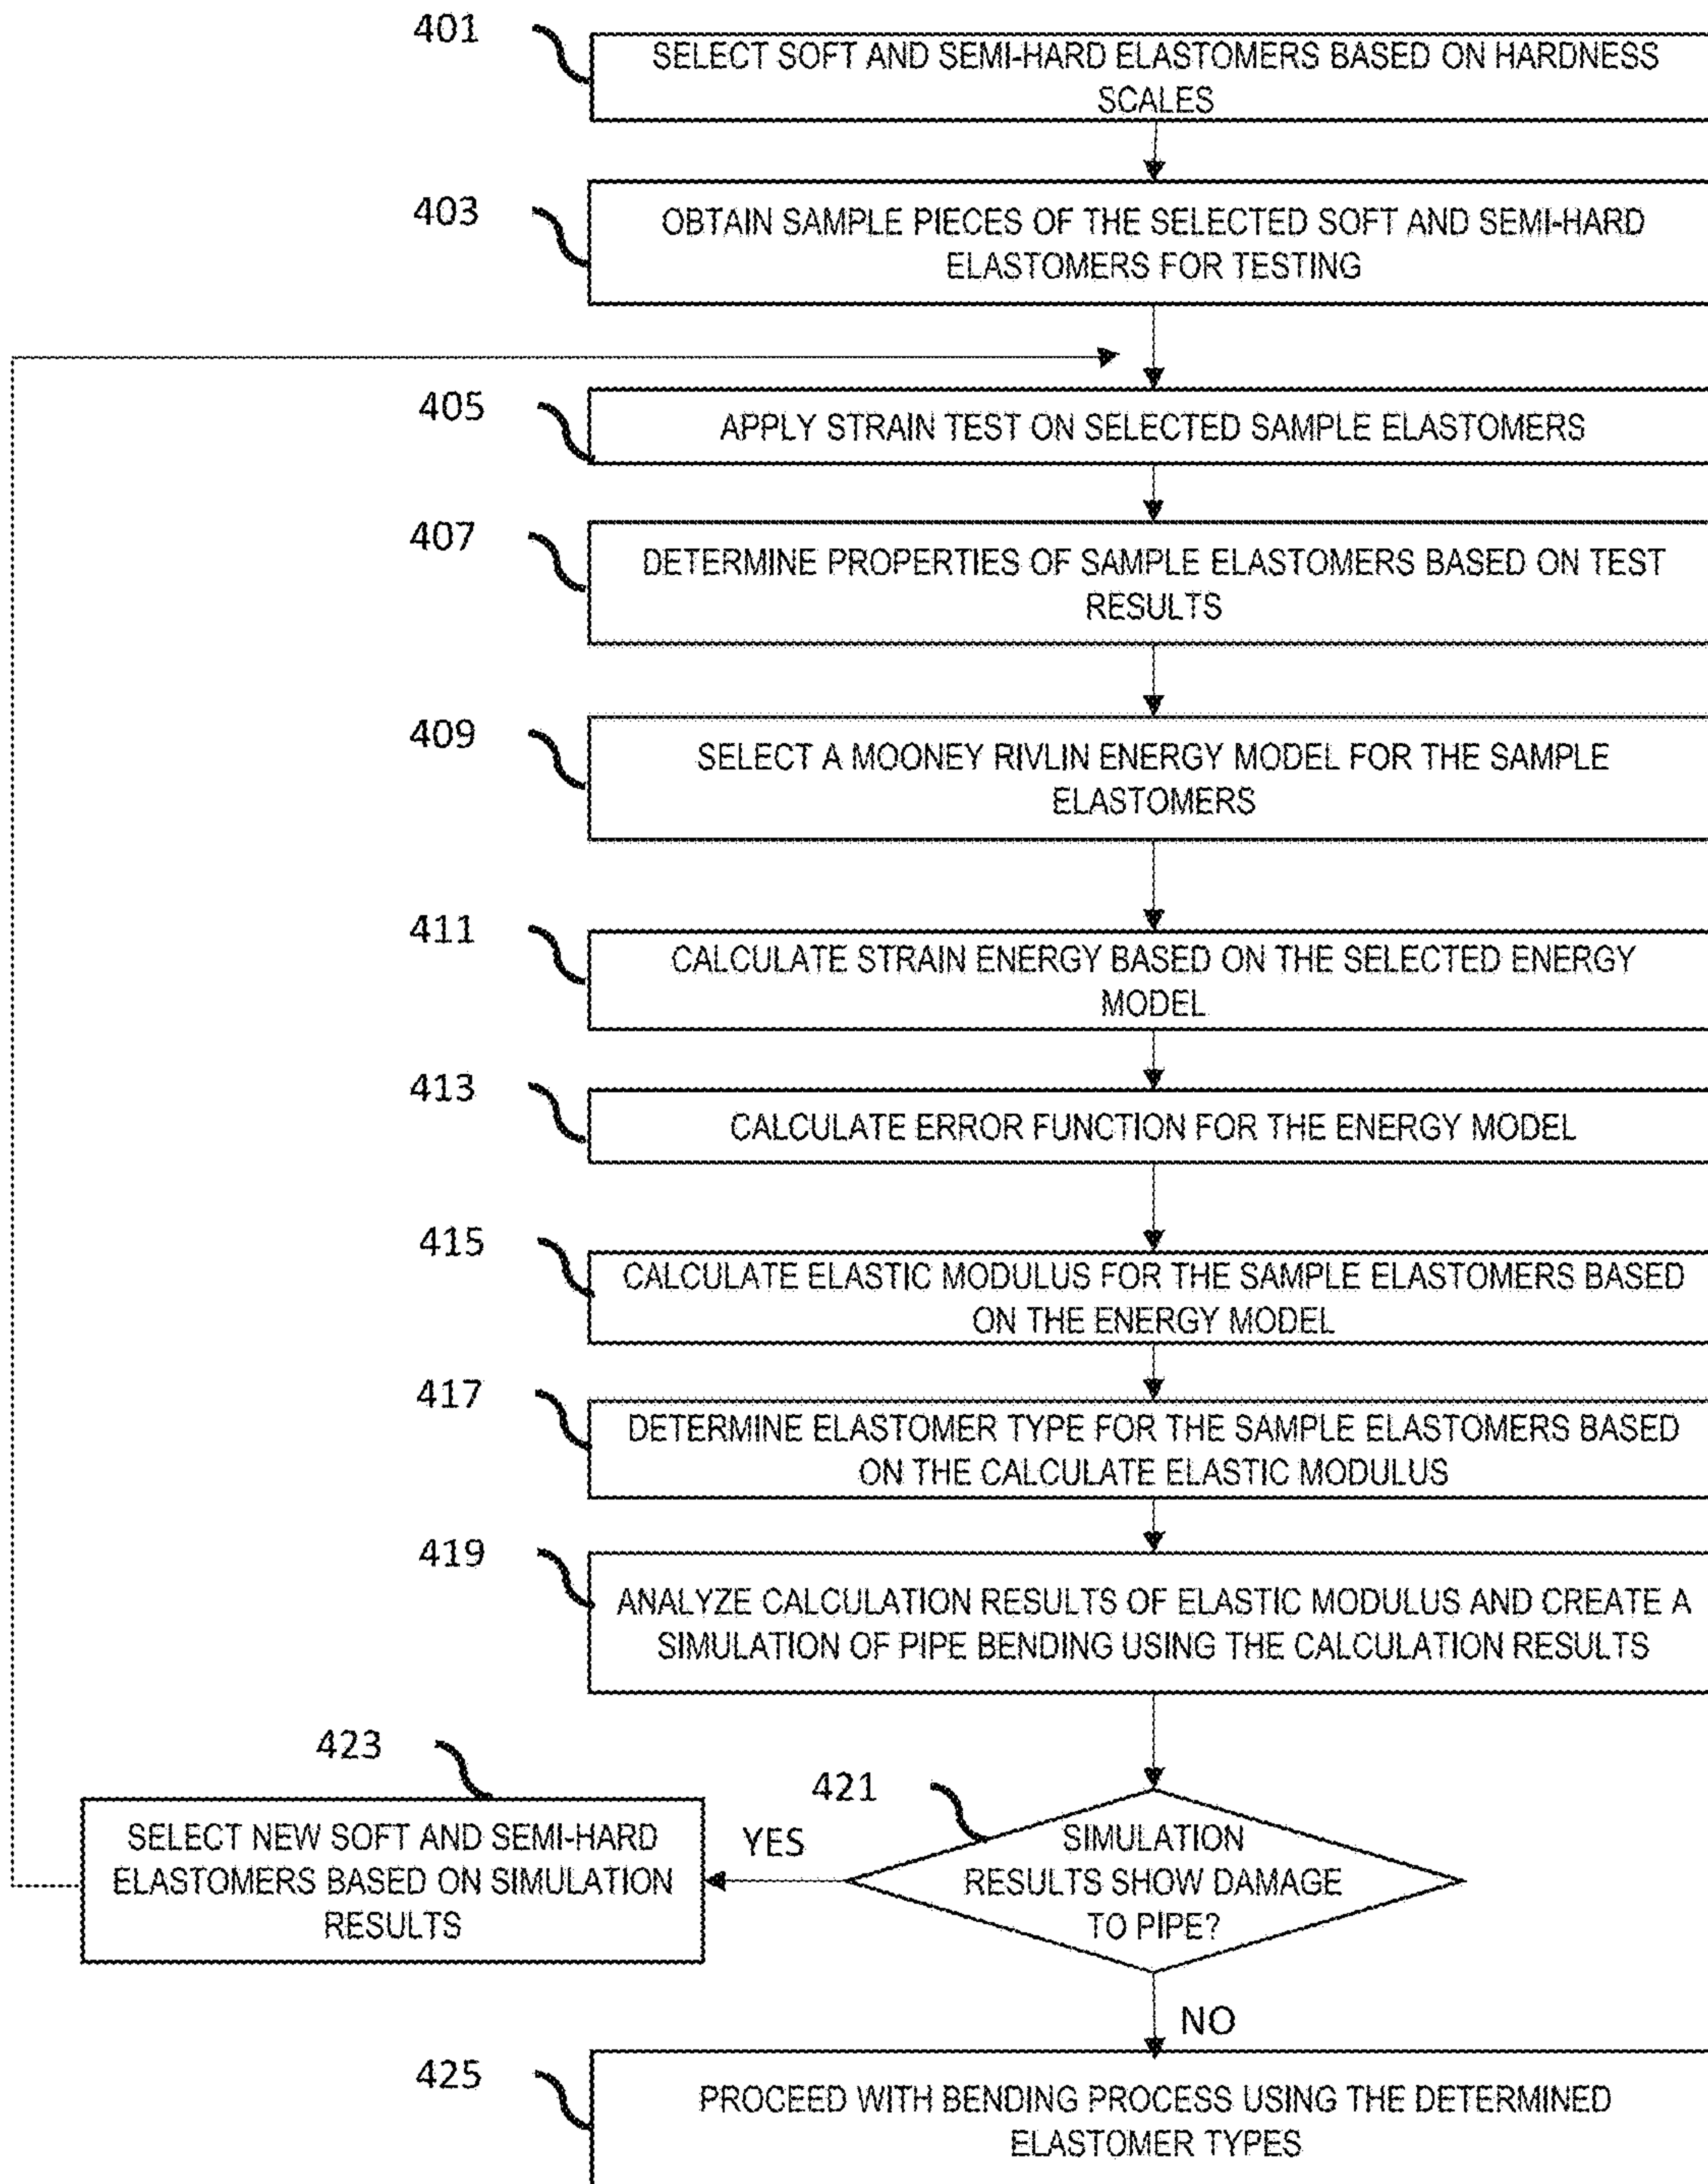 401
SELECT SOFT AND SEMI-HARD ELASTOMERS BASED ON HARDNESS
SCALES
403
OBTAIN SAMPLE PIECES OF THE SELECTED SOFT AND SEMI-HARD
ELASTOMERS FOR TESTING
405
APPLY STRAIN TEST ON SELECTED SAMPLE ELASTOMERS
407
DETERMINE PROPERTIES OF SAMPLE ELASTOMERS BASED ON TEST
RESULTS
409
SELECT A MOONEY RIVLIN ENERGY MODEL FOR THE SAMPLE
ELASTOMERS
411
CALCULATE STRAIN ENERGY BASED ON THE SELECTED ENERGY
MODEL
413
CALCULATE ERROR FUNCTION FOR THE ENERGY MODEL
415
CALCULATE ELASTIC MODULUS FOR THE SAMPLE ELASTOMERS BASED
ON THE ENERGY MODEL
417
DETERMINE ELASTOMER TYPE FOR THE SAMPLE ELASTOMERS BASED
ON THE CALCULATE ELASTIC MODULUS
419
ANALYZE CALCULATION RESULTS OF ELASTIC MODULUS AND CREATE A
SIMULATION OF PIPE BENDING USING THE CALCULATION RESULTS
421
SIMULATION
RESULTS SHOW DAMAGE
TO PIPE?
YES
423
SELECT NEW SOFT AND SEMI-HARD
ELASTOMERS BASED ON SIMULATION
RESULTS
NO
425
PROCEED WITH BENDING PROCESS USING THE DETERMINED
ELASTOMER TYPES